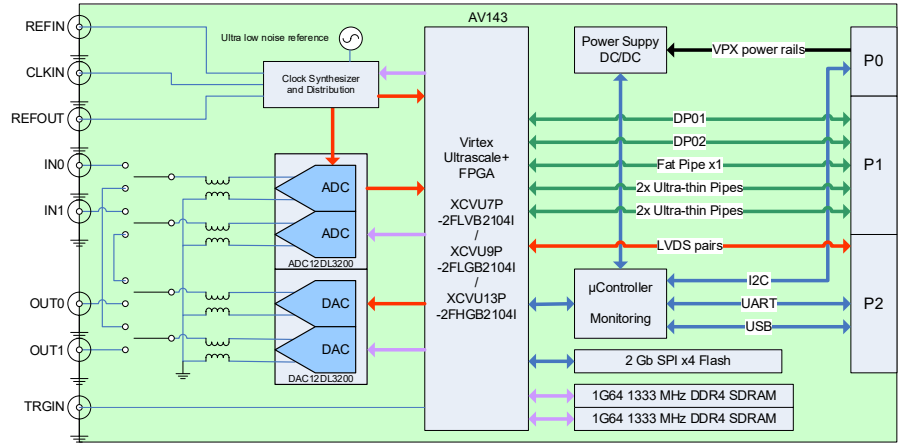 AV143
REFIN
CLKIN
REFOUT
IN0
IN1
OUT0
OUT1
TRGIN
Ultra low noise reference
Clock Synthesizer
and Distribution
ADC
ADC
ADC12DL3200
DAC
DAC
DAC12DL3200
Virtex
Ultrascale+
FPGA
XCVU7P
-2FLVB2104I
/
XCVU9P
-2FLGB2104I
/
XCVU13P
-2FHGB2104I
Power Suppy
DC/DC
VPX power rails
P0
DP01
DP02
Fat Pipe x1
2x Ultra-thin Pipes
2x Ultra-thin Pipes
P1
LVDS pairs
µController
Monitoring
I2C
UART
USB
P2
2 Gb SPI x4 Flash
1G64 1333 MHz DDR4 SDRAM
1G64 1333 MHz DDR4 SDRAM